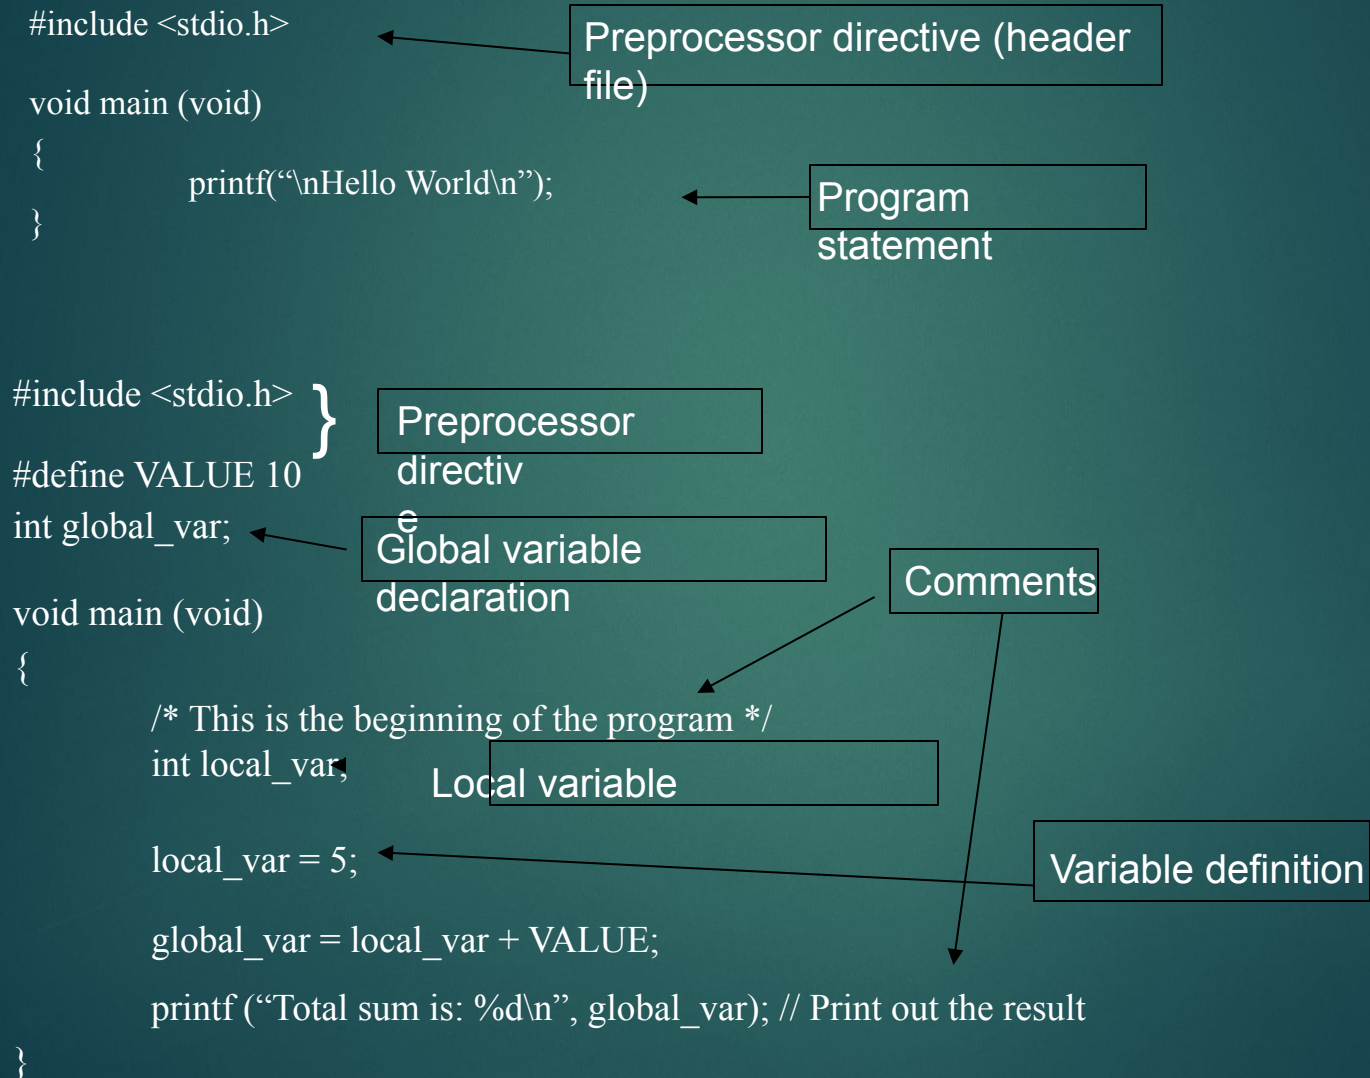 #include <stdio.h>
Preprocessor directive (header
file)
void main (void)
{
printf(“\nHello World\n”);
Program
statement
}
#include <stdio.h>
}
Preprocessor
directiv
e
#define VALUE 10
int global_var;
Global variable
declaration
Comments
void main (void)
{
/* This is the beginning of the program */
int local_var;
Local variable
local_var = 5;
Variable definition
global_var = local_var + VALUE;
printf (“Total sum is: %d\n”, global_var); // Print out the result
}